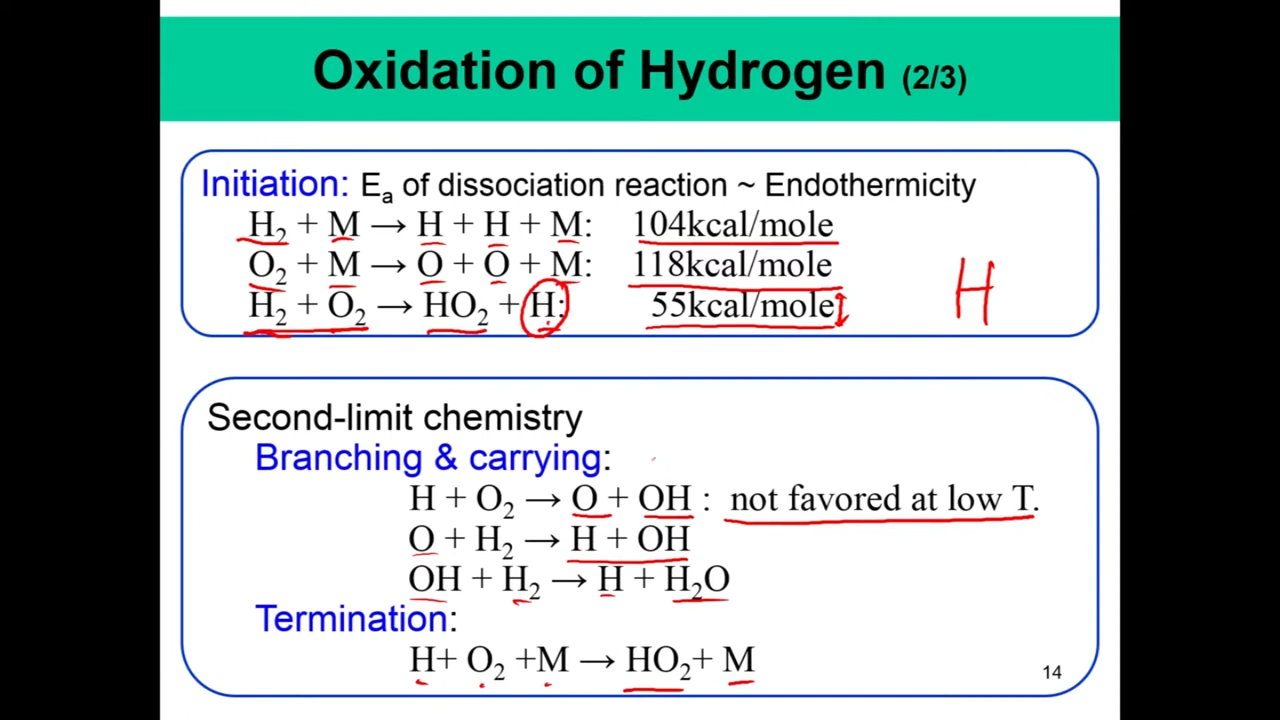 Oxidation of Hydrogen (2/3)
Initiation: Eₐ of dissociation reaction ~ Endothermicity
H₂ + M → H + H + M: 104kcal/mole
O₂ + M → O + O + M: 118kcal/mole
H₂ + O₂ → HO₂ + H: 55kcal/mole
H
Second-limit chemistry
Branching & carrying:
H + O₂ → O + OH : not favored at low T.
O + H₂ → H + OH
OH + H₂ → H + H₂O
Termination:
H+ O₂ +M → HO₂+ M
14